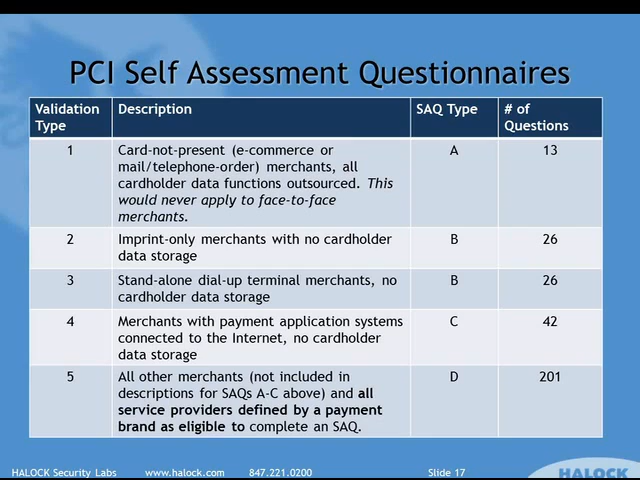 PCI Self Assessment Questionnaires
Validation Type
Description
SAQ Type
# of Questions
1
Card-not-present (e-commerce or
mail/telephone-order) merchants, all
cardholder data functions outsourced. This
would never apply to face-to-face
merchants.
A
13
2
Imprint-only merchants with no cardholder
data storage
B
26
3
Stand-alone dial-up terminal merchants, no
cardholder data storage
B
26
4
Merchants with payment application systems
connected to the Internet, no cardholder
data storage
C
42
5
All other merchants (not included in
descriptions for SAQs A-C above) and all
service providers defined by a payment
brand as eligible to complete an SAQ.
D
201
HALOCK Security Labs www.halock.com 847.221.0200 Slide 17
HALOCK